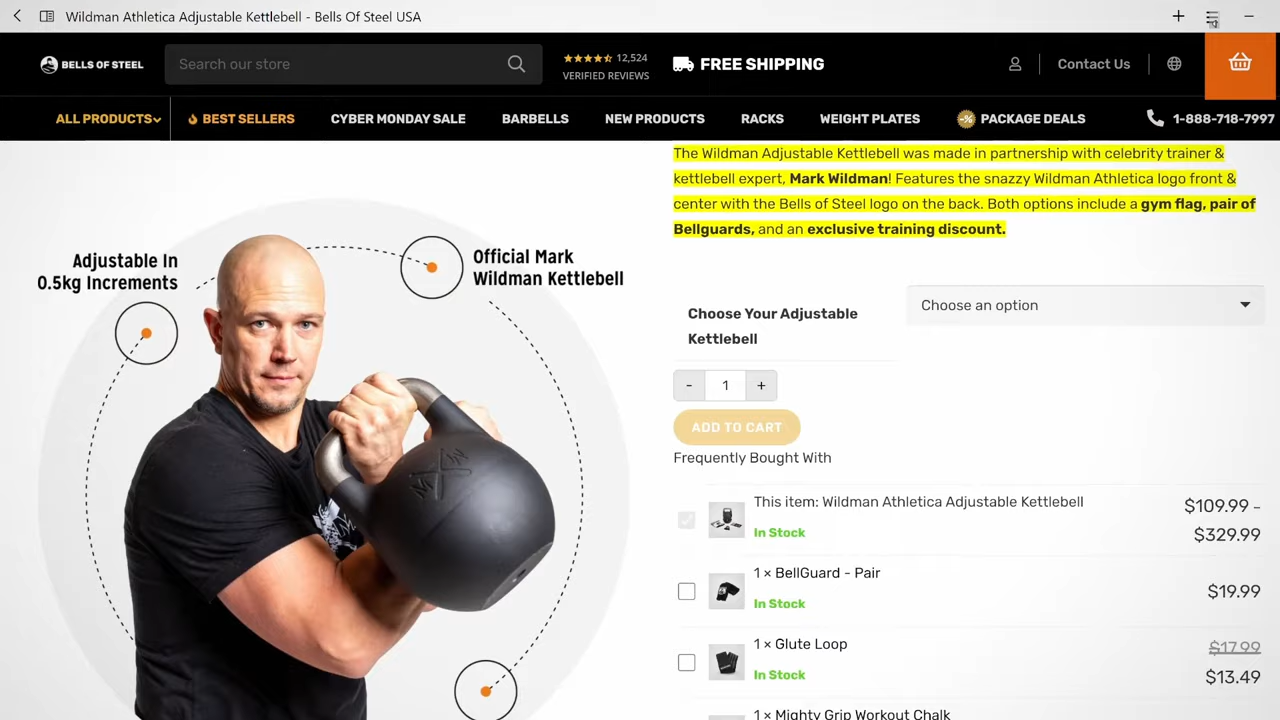 Wildman Athletica Adjustable Kettlebell - Bells Of Steel USA
BELLS OF STEEL
Search our store
12,524
VERIFIED REVIEWS
FREE SHIPPING
Contact Us
ALL PRODUCTS
BEST SELLERS
CYBER MONDAY SALE
BARBELLS
NEW PRODUCTS
RACKS
WEIGHT PLATES
PACKAGE DEALS
1-888-718-7997
Adjustable In
0.5kg Increments
Official Mark
Wildman Kettlebell
The Wildman Adjustable Kettlebell was made in partnership with celebrity trainer &
kettlebell expert, Mark Wildman! Features the snazzy Wildman Athletica logo front &
center with the Bells of Steel logo on the back. Both options include a gym flag, pair of
Bellguards, and an exclusive training discount.
Choose Your Adjustable
Kettlebell
Choose an option
- 1 +
ADD TO CART
Frequently Bought With
This item: Wildman Athletica Adjustable Kettlebell
In Stock
$109.99 -
$329.99
1 × BellGuard - Pair
In Stock
$19.99
1 × Glute Loop
In Stock
$17.99
$13.49
1 × Mighty Grip Workout Chalk